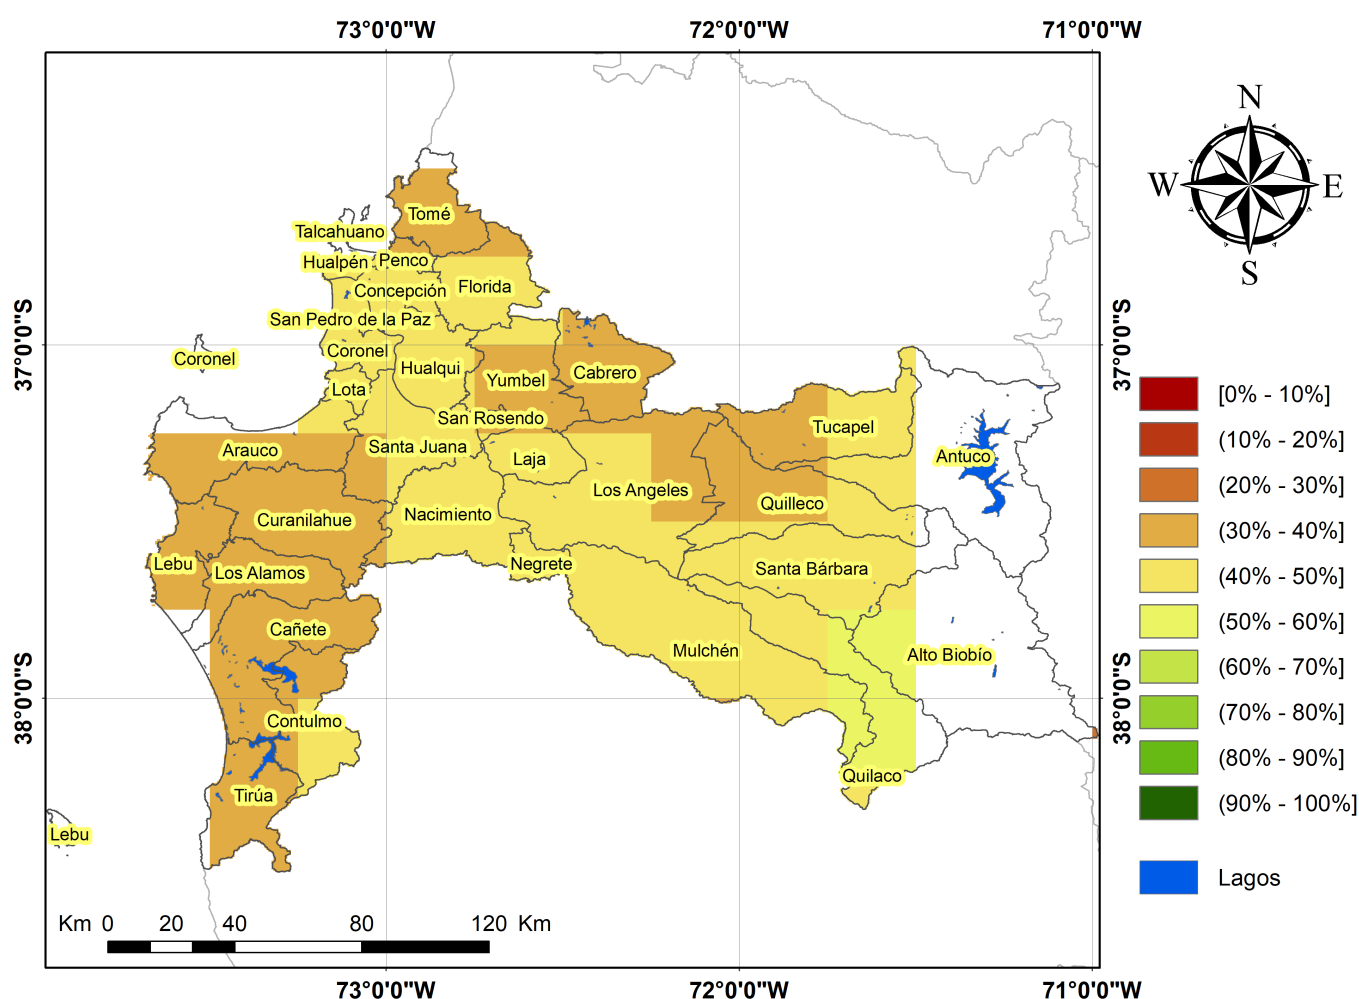 73°0'0"W
72°0'0"W
71°0'0"W
N
W
E
S
Tomé
Talcahuano
Hualpén
Penco
Concepción
Florida
San Pedro de la Paz
37°0'0"S
37°0'0"S
Coronel
Coronel
Hualqui
Yumbel
Cabrero
Lota
San Rosendo
Tucapel
Arauco
Santa Juana
Laja
Antuco
Los Angeles
Quilleco
Curanilahue
Nacimiento
Lebu
Los Alamos
Negrete
Santa Bárbara
Cañete
Mulchén
Alto Biobío
38°0'0"S
38°0'0"S
Contulmo
Quilaco
Tirúa
Lebu
[0% - 10%]
(10% - 20%]
(20% - 30%]
(30% - 40%]
(40% - 50%]
(50% - 60%]
(60% - 70%]
(70% - 80%]
(80% - 90%]
(90% - 100%]
Lagos
Km 0 20 40 80 120 Km
73°0'0"W
72°0'0"W
71°0'0"W